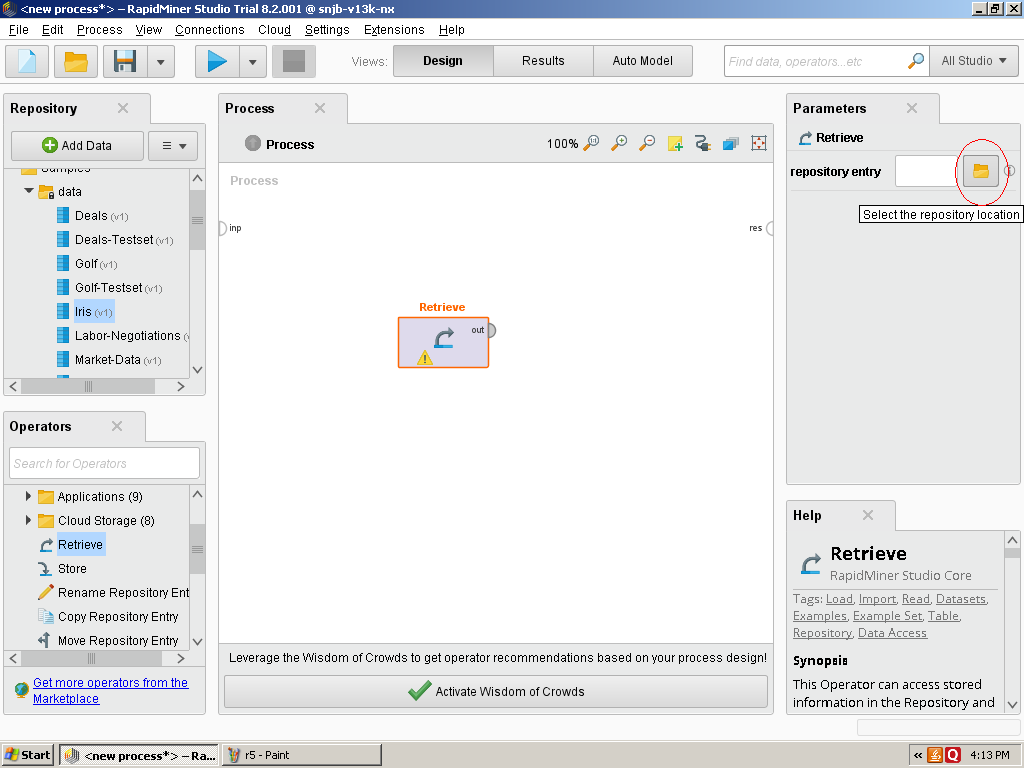 <new process*> – RapidMiner Studio Trial 8.2.001 @ snjb-v13k-nx
File Edit Process View Connections Cloud Settings Extensions Help
Views: Design Results Auto Model Find data, operators...etc All Studio
Repository
Add Data
Samples
data
Deals (v1)
Deals-Testset (v1)
Golf (v1)
Golf-Testset (v1)
Iris (v1)
Labor-Negotiations (v
Market-Data (v1)
Operators
Search for Operators
Applications (9)
Cloud Storage (8)
Retrieve
Store
Rename Repository Ent
Copy Repository Entry
Move Repository Entry
Get more operators from the
Marketplace
Process
Process
100%
Process
inp
res
Retrieve
out
Leverage the Wisdom of Crowds to get operator recommendations based on your process design!
Activate Wisdom of Crowds
Parameters
Retrieve
repository entry
Select the repository location
Help
Retrieve
RapidMiner Studio Core
Tags: Load, Import, Read, Datasets,
Examples, Example Set, Table,
Repository, Data Access
Synopsis
This Operator can access stored
information in the Repository and
Start <new process*> – Ra... r5 - Paint « Q 4:13 PM